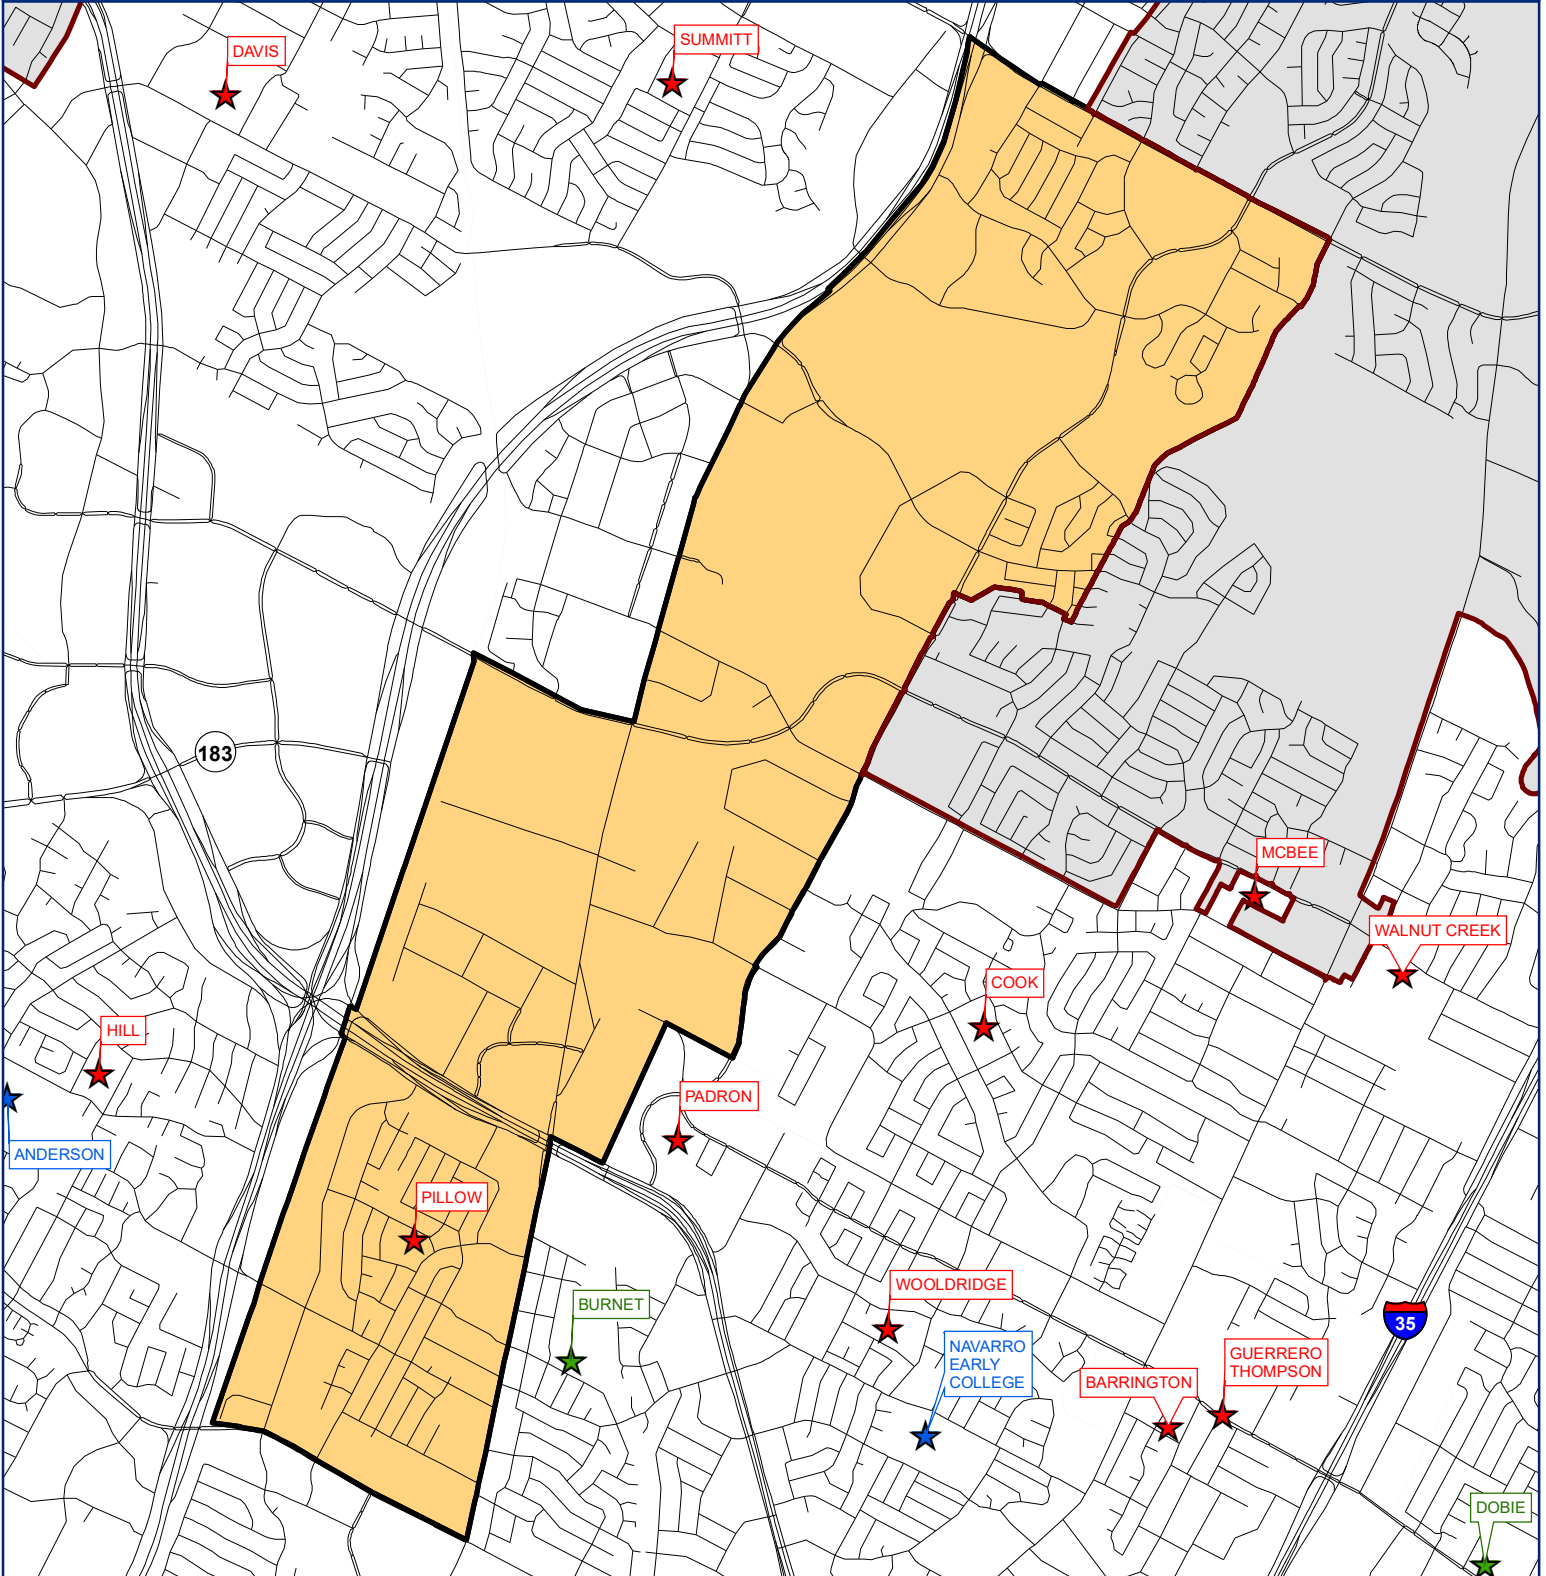 SUMMITT
DAVIS
183
MCBEE
WALNUT CREEK
COOK
HILL
PADRON
ANDERSON
PILLOW
WOOLDRIDGE
BURNET
35
NAVARRO
EARLY
COLLEGE
GUERRERO
THOMPSON
BARRINGTON
DOBIE